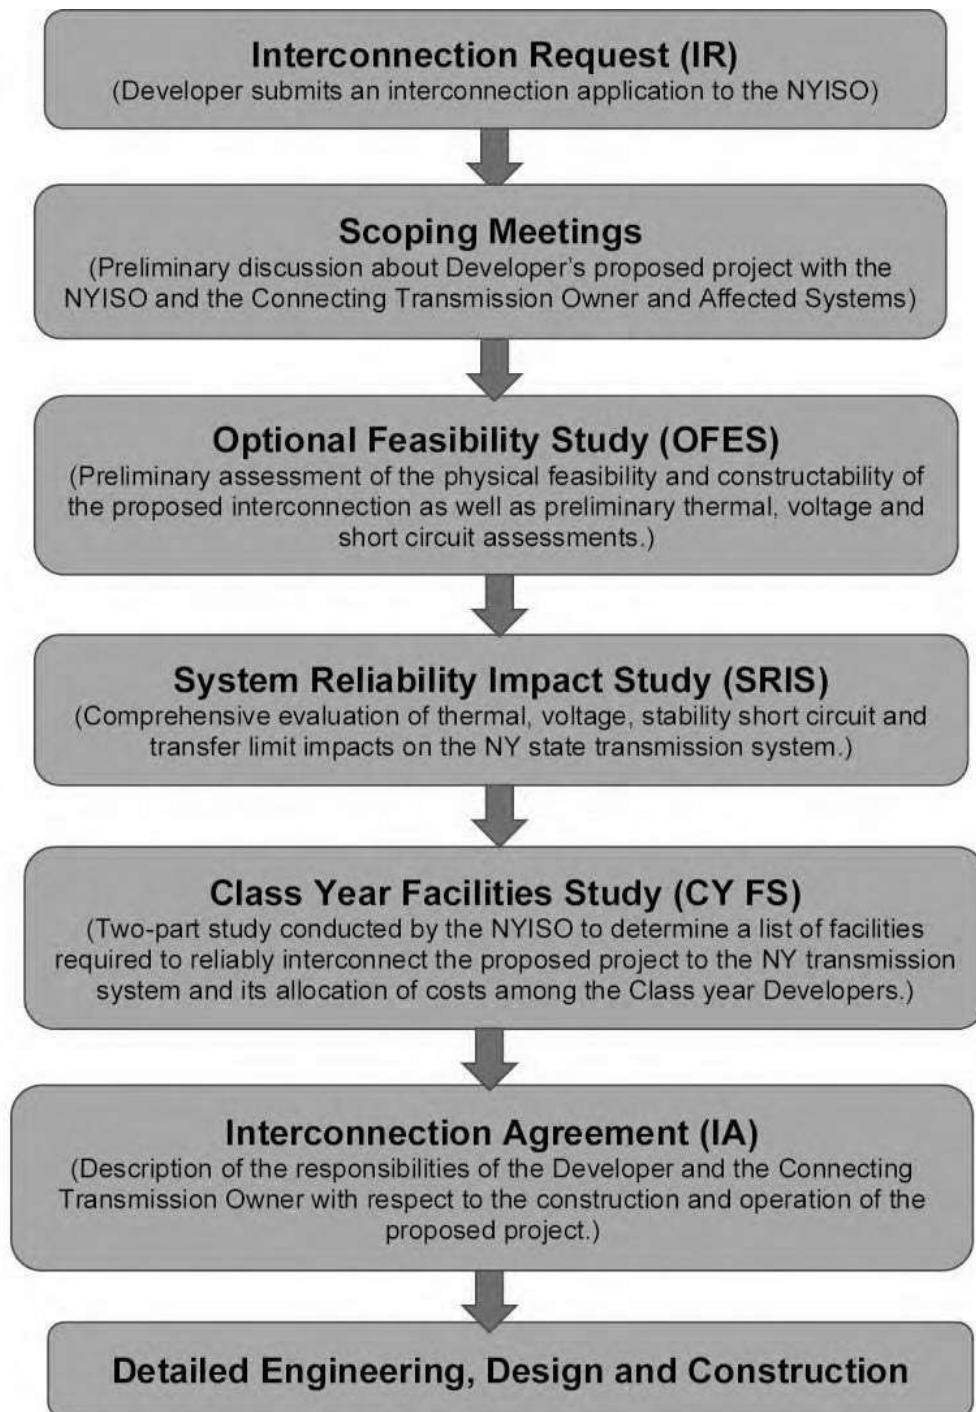 Interconnection Request (IR)
(Developer submits an interconnection application to the NYISO)
Scoping Meetings
(Preliminary discussion about Developer's proposed project with the
NYISO and the Connecting Transmission Owner and Affected Systems)
Optional Feasibility Study (OFES)
(Preliminary assessment of the physical feasibility and constructability of
the proposed interconnection as well as preliminary thermal, voltage and
short circuit assessments.)
System Reliability Impact Study (SRIS)
(Comprehensive evaluation of thermal, voltage, stability short circuit and
transfer limit impacts on the NY state transmission system.)
Class Year Facilities Study (CY FS)
(Two-part study conducted by the NYISO to determine a list of facilities
required to reliably interconnect the proposed project to the NY transmission
system and its allocation of costs among the Class year Developers.)
Interconnection Agreement (IA)
(Description of the responsibilities of the Developer and the Connecting
Transmission Owner with respect to the construction and operation of the
proposed project.)
Detailed Engineering, Design and Construction